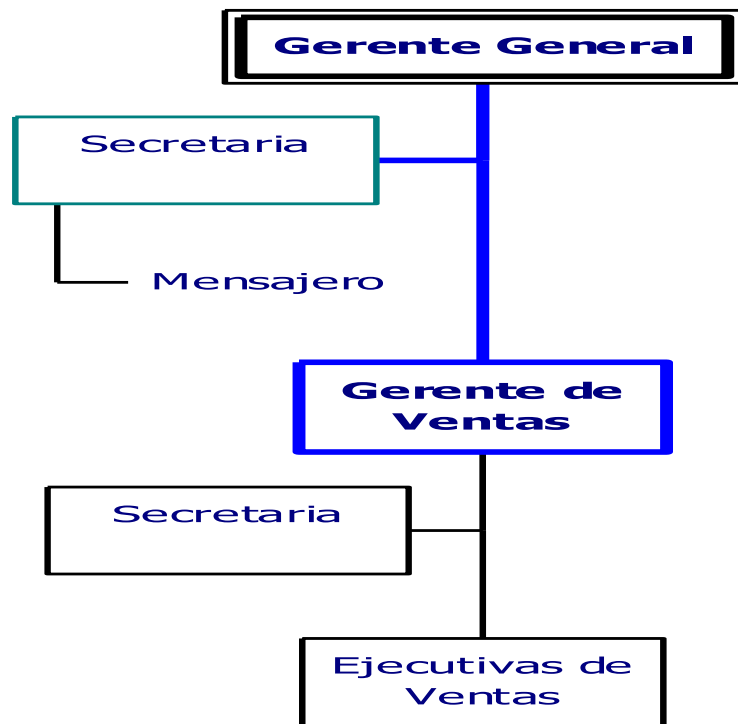 Gerente General
Secretaria
Mensajero
Gerente de
Ventas
Secretaria
Ejecutivas de
Ventas